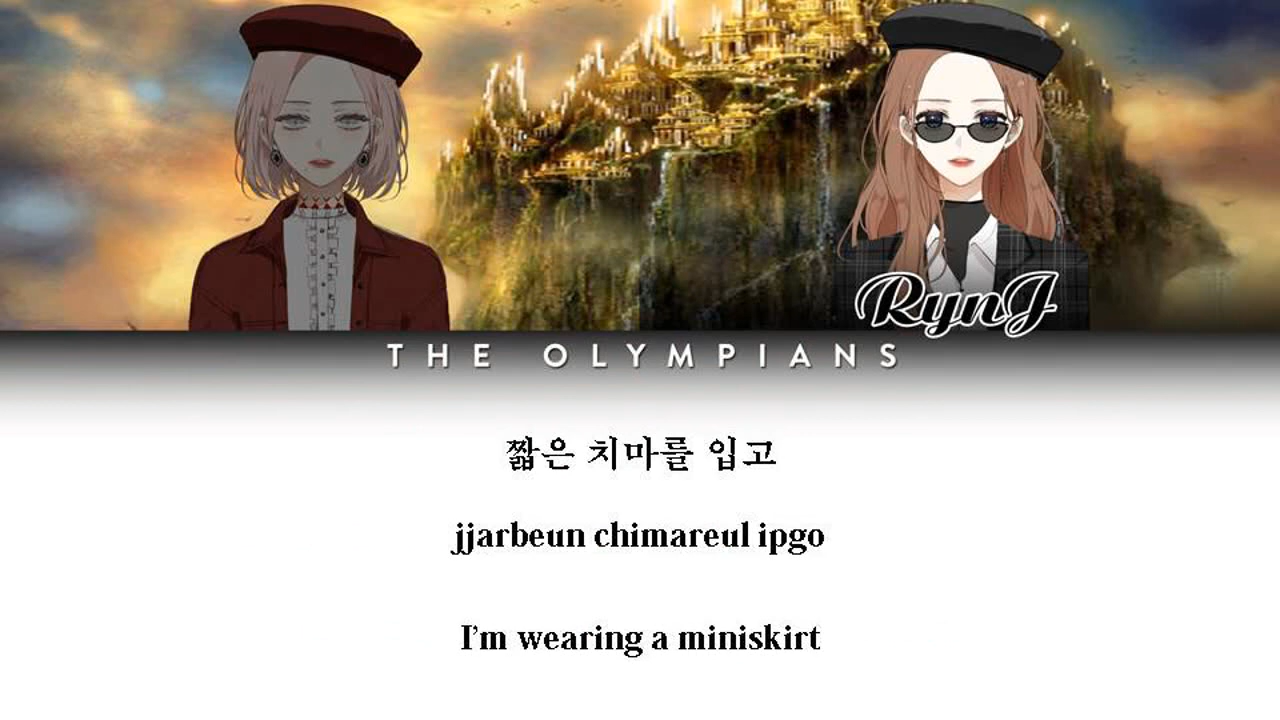 RynJ
THE OLYMPIANS
짧은 치마를 입고
jjarbeun chimareul ipgo
I'm wearing a miniskirt